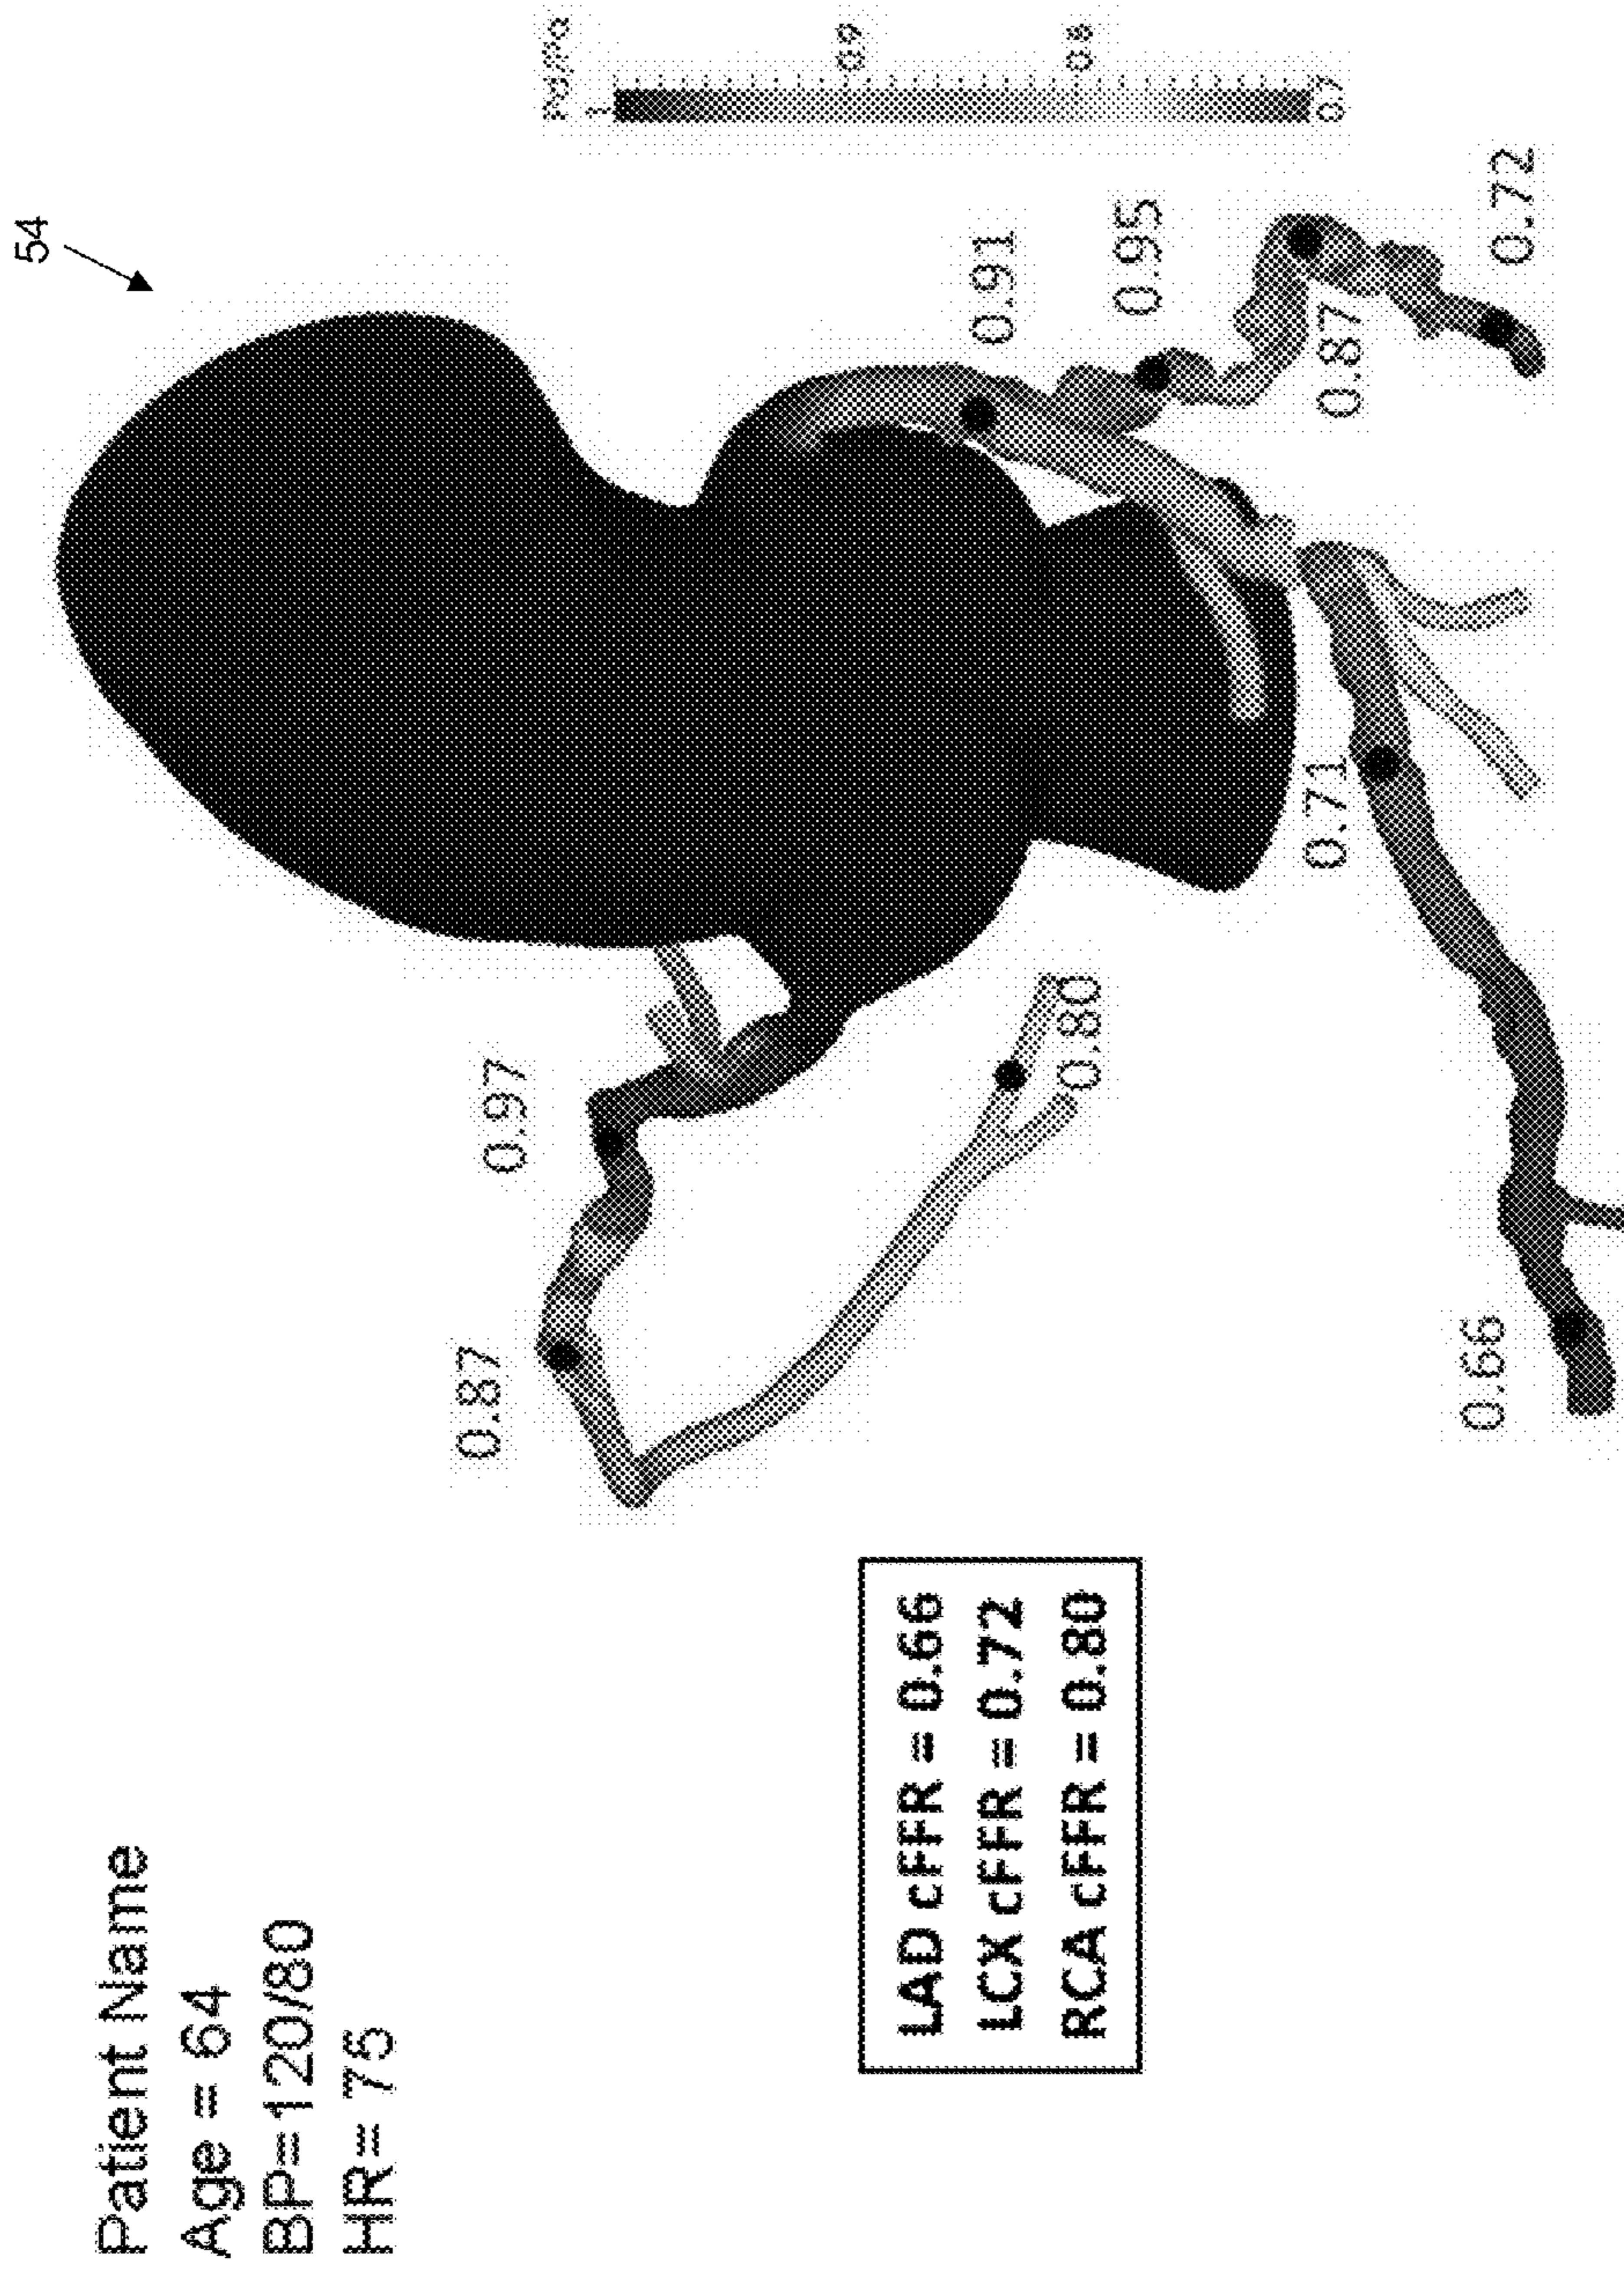 Patient Name
Age = 64
BP=120/80
HR= 75
54
0.87
0.97
0.80
0.66
0.71
0.91
0.95
0.87
0.72
1
0.9
0.8
0.7
LAD cFFR = 0.66
LCX cFFR = 0.72
RCA cFFR = 0.80